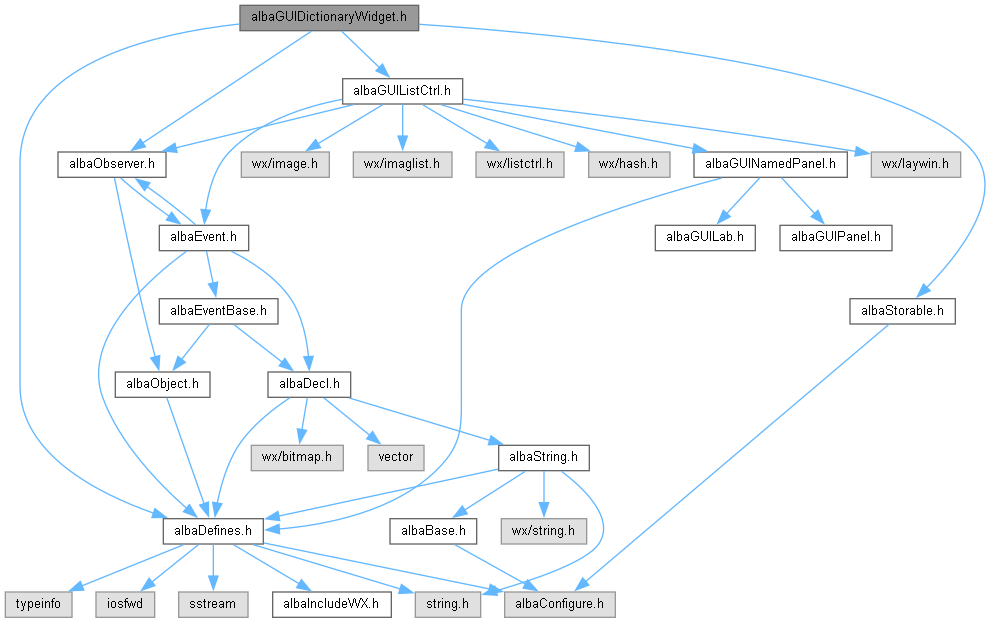 albaGUIDictionaryWidget.h
albaGUIListCtrl.h
albaObserver.h
wx/image.h
wx/imaglist.h
wx/listctrl.h
wx/hash.h
albaGUINamedPanel.h
wx/laywin.h
albaEvent.h
albaGUILab.h
albaGUIPanel.h
albaEventBase.h
albaStorable.h
albaObject.h
albaDecl.h
wx/bitmap.h
vector
albaString.h
albaDefines.h
albaBase.h
wx/string.h
typeinfo
iosfwd
sstream
albaIncludeWX.h
string.h
albaConfigure.h